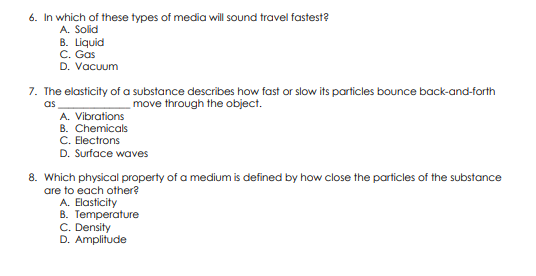 6. In which of these types of media will sound travel fastest?
A. Solid
B. Liquid
C. Gas
D. Vacuum
7. The elasticity of a substance describes how fast or slow its particles bounce back-and-forth
as ______________ move through the object.
A. Vibrations
B. Chemicals
C. Electrons
D. Surface waves
8. Which physical property of a medium is defined by how close the particles of the substance
are to each other?
A. Elasticity
B. Temperature
C. Density
D. Amplitude